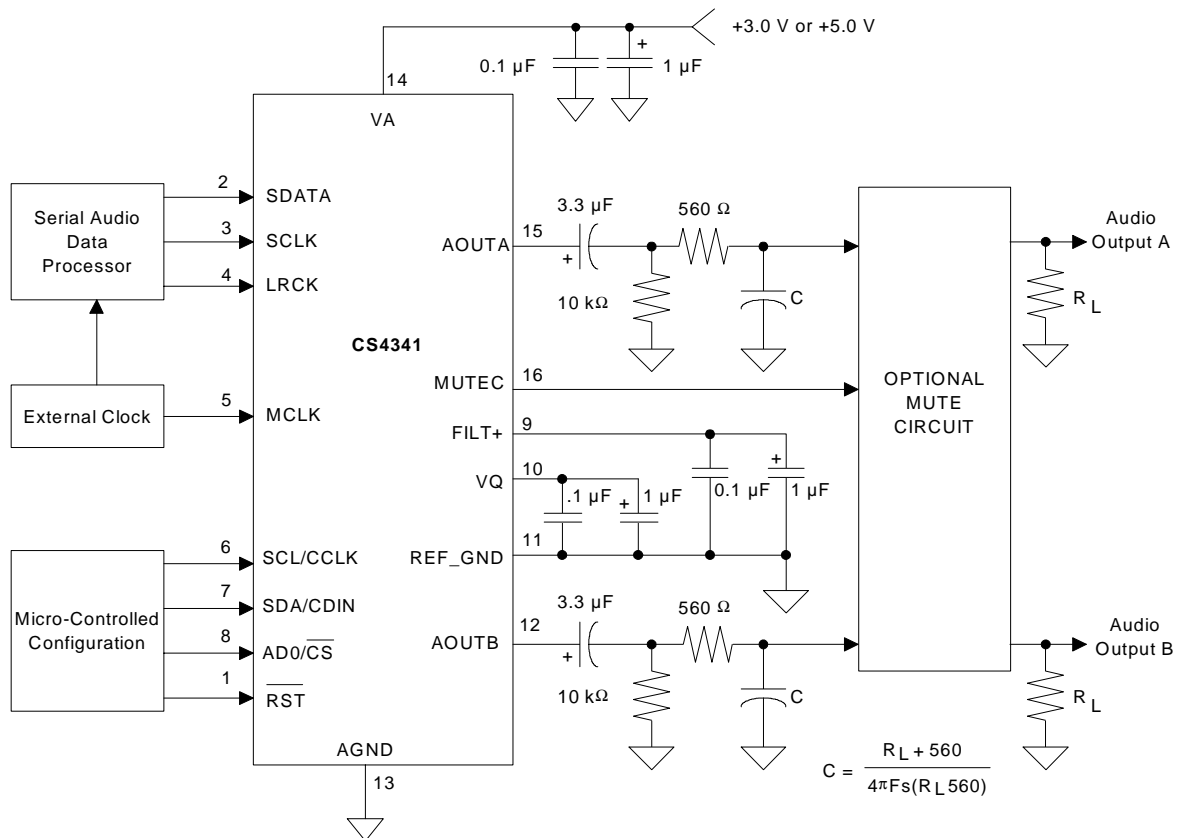 +3.0 V or +5.0 V
0.1 µF
+
1 µF
14
VA
Serial Audio
Data
Processor
2
SDATA
3
SCLK
4
LRCK
External Clock
5
MCLK
CS4341
Micro-Controlled
Configuration
6
SCL/CCLK
7
SDA/CDIN
8
AD0/CS
1
RST
AGND
13
AOUTA
15
3.3 µF
+
10 kΩ
560 Ω
C
MUTEC
16
FILT+
9
VQ
10
.1 µF
+
1 µF
0.1 µF
+
1 µF
REF_GND
11
AOUTB
12
3.3 µF
+
10 kΩ
560 Ω
C
OPTIONAL
MUTE
CIRCUIT
Audio
Output A
RL
Audio
Output B
RL
C = RL + 560
4πFs(RL560)